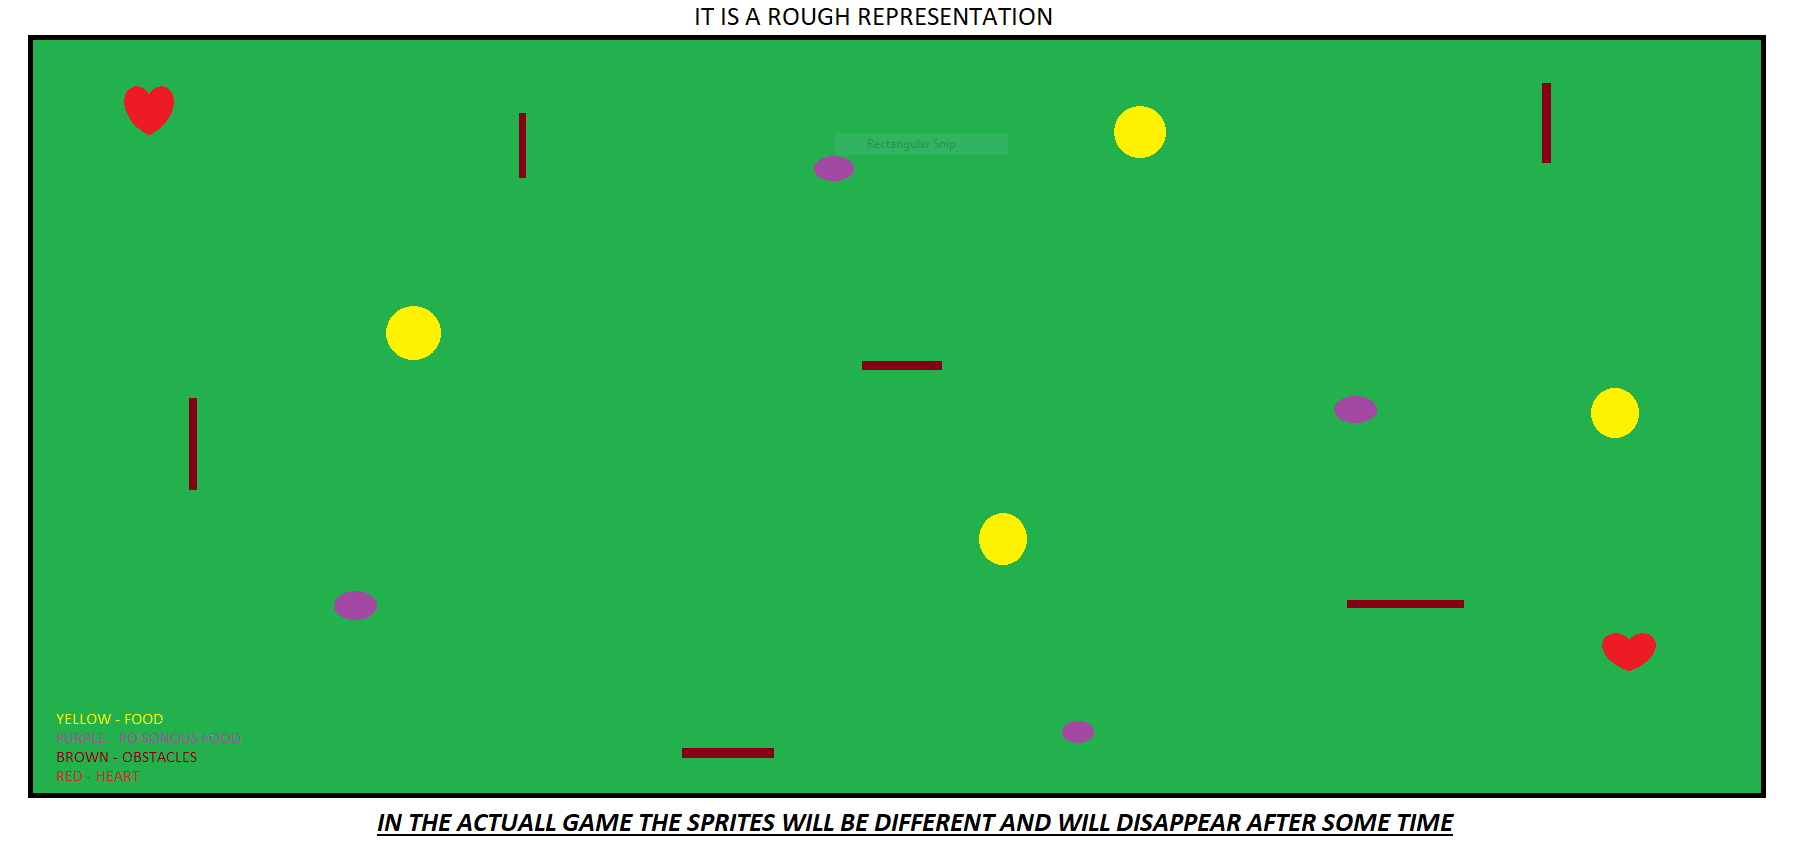 IT IS A ROUGH REPRESENTATION
Rectangular Snip
YELLOW - FOOD
PURPLE - POISONOUS FOOD
BROWN - OBSTACLES
RED - HEART
IN THE ACTUALL GAME THE SPRITES WILL BE DIFFERENT AND WILL DISAPPEAR AFTER SOME TIME